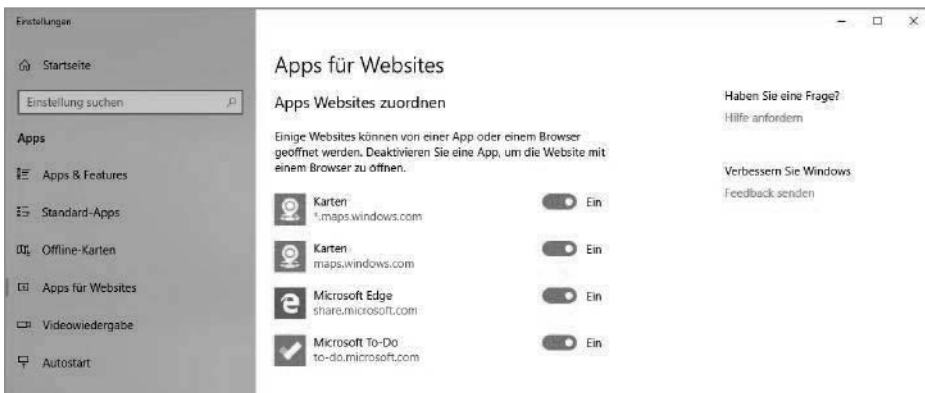 Einstellungen
Startseite
Einstellung suchen
Apps
Apps & Features
Standard-Apps
Offline-Karten
Apps für Websites
Videowiedergabe
Autostart
Apps für Websites
Apps Websites zuordnen
Einige Websites können von einer App oder einem Browser
geöffnet werden. Deaktivieren Sie eine App, um die Website mit
einem Browser zu öffnen.
Karten
*.maps.windows.com
Ein
Karten
maps.windows.com
Ein
Microsoft Edge
share.microsoft.com
Ein
Microsoft To-Do
to-do.microsoft.com
Ein
Haben Sie eine Frage?
Hilfe anfordern
Verbessern Sie Windows
Feedback senden